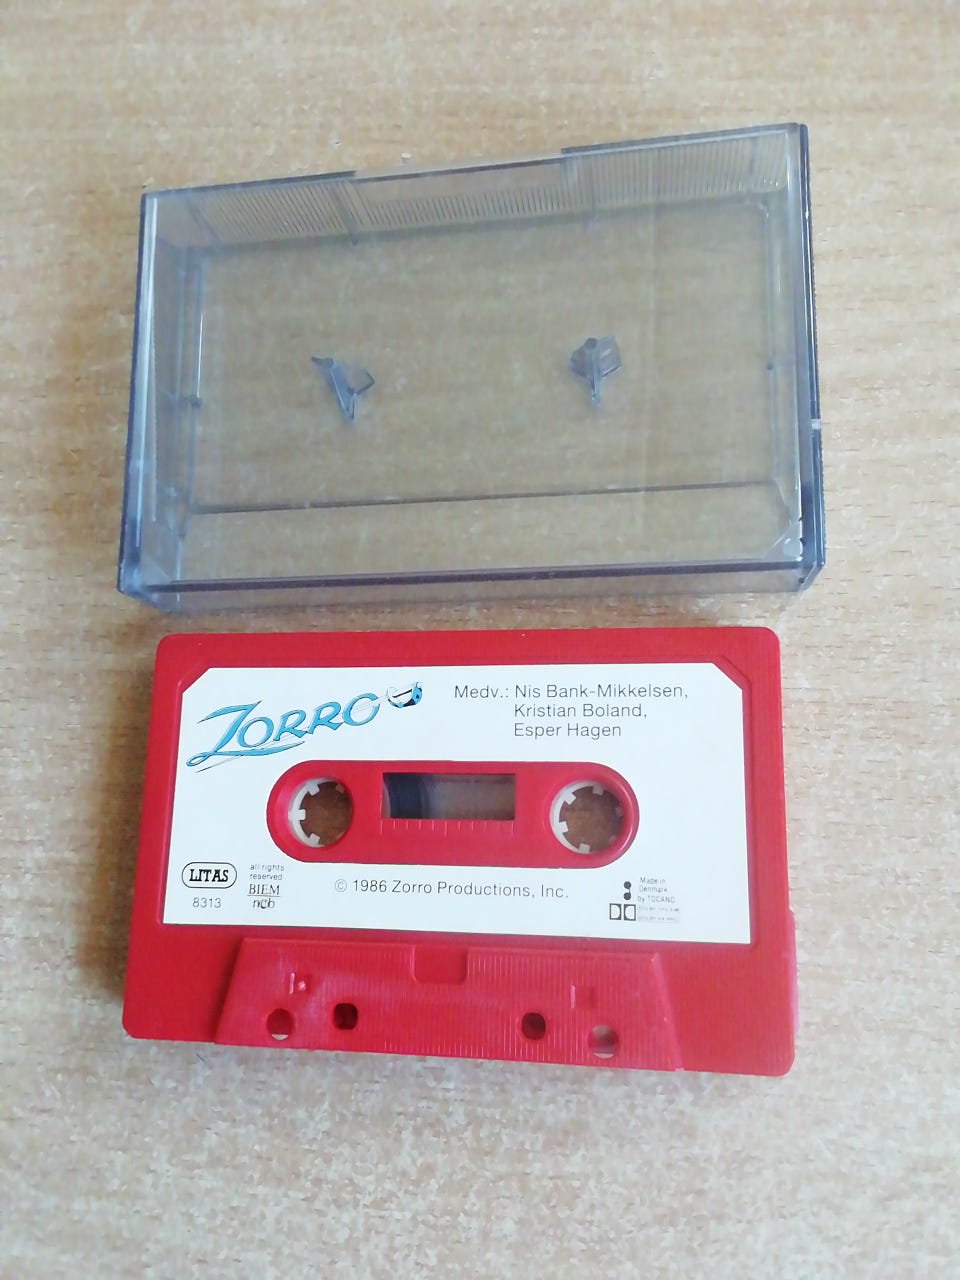 ZORRO
Medv.: Nis Bank-Mikkelsen,
Kristian Boland,
Esper Hagen
LITAS
8313
all rights
reserved
BIEM
ncb
© 1986 Zorro Productions, Inc.
Made in
Denmark
by TOCANO